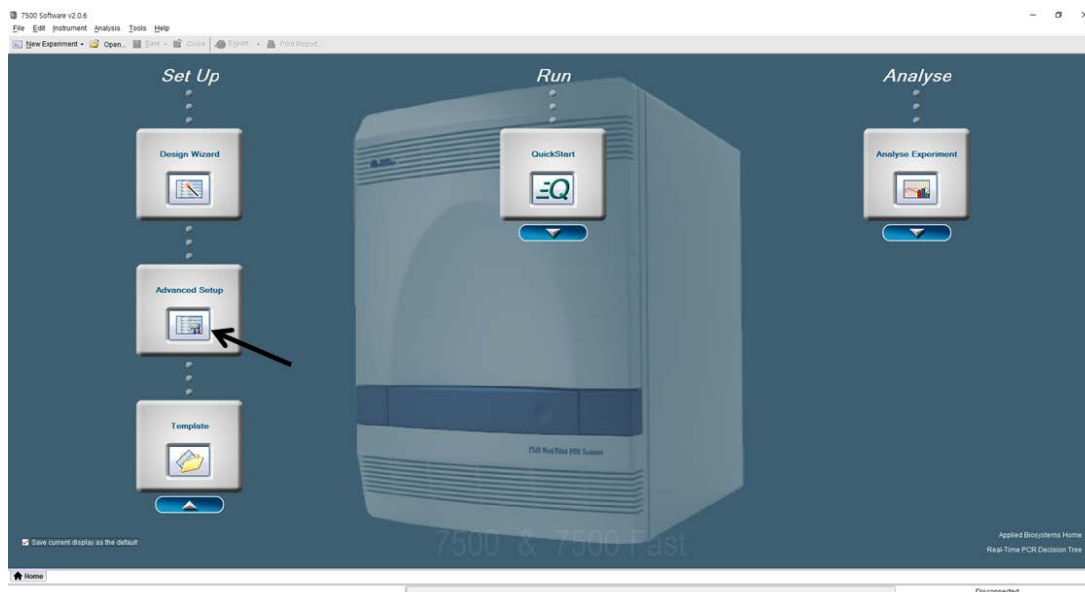 7500 Software v2.0.6
File Edit Instrument Analysis Tools Help
New Experiment Open... Save Close Export... Print Report...
Set Up Run Analyse
Design Wizard
QuickStart
Analyse Experiment
Advanced Setup
Template
7500 & 7500 Fast
Save current display as the default
Applied Biosystems Home
Real-Time PCR Decision Tree
Home
Disconnected